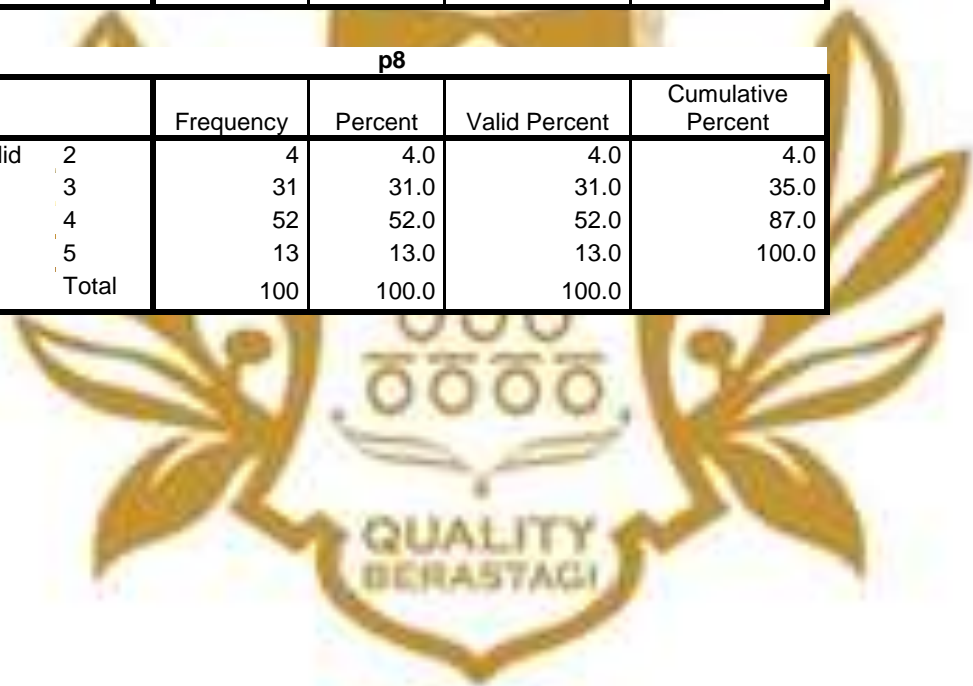 p8
Frequency Percent Valid Percent Cumulative Percent
lid 2 4 4.0 4.0 4.0
3 31 31.0 31.0 35.0
4 52 52.0 52.0 87.0
5 13 13.0 13.0 100.0
Total 100 100.0 100.0
QUALITY
BERASTAGI